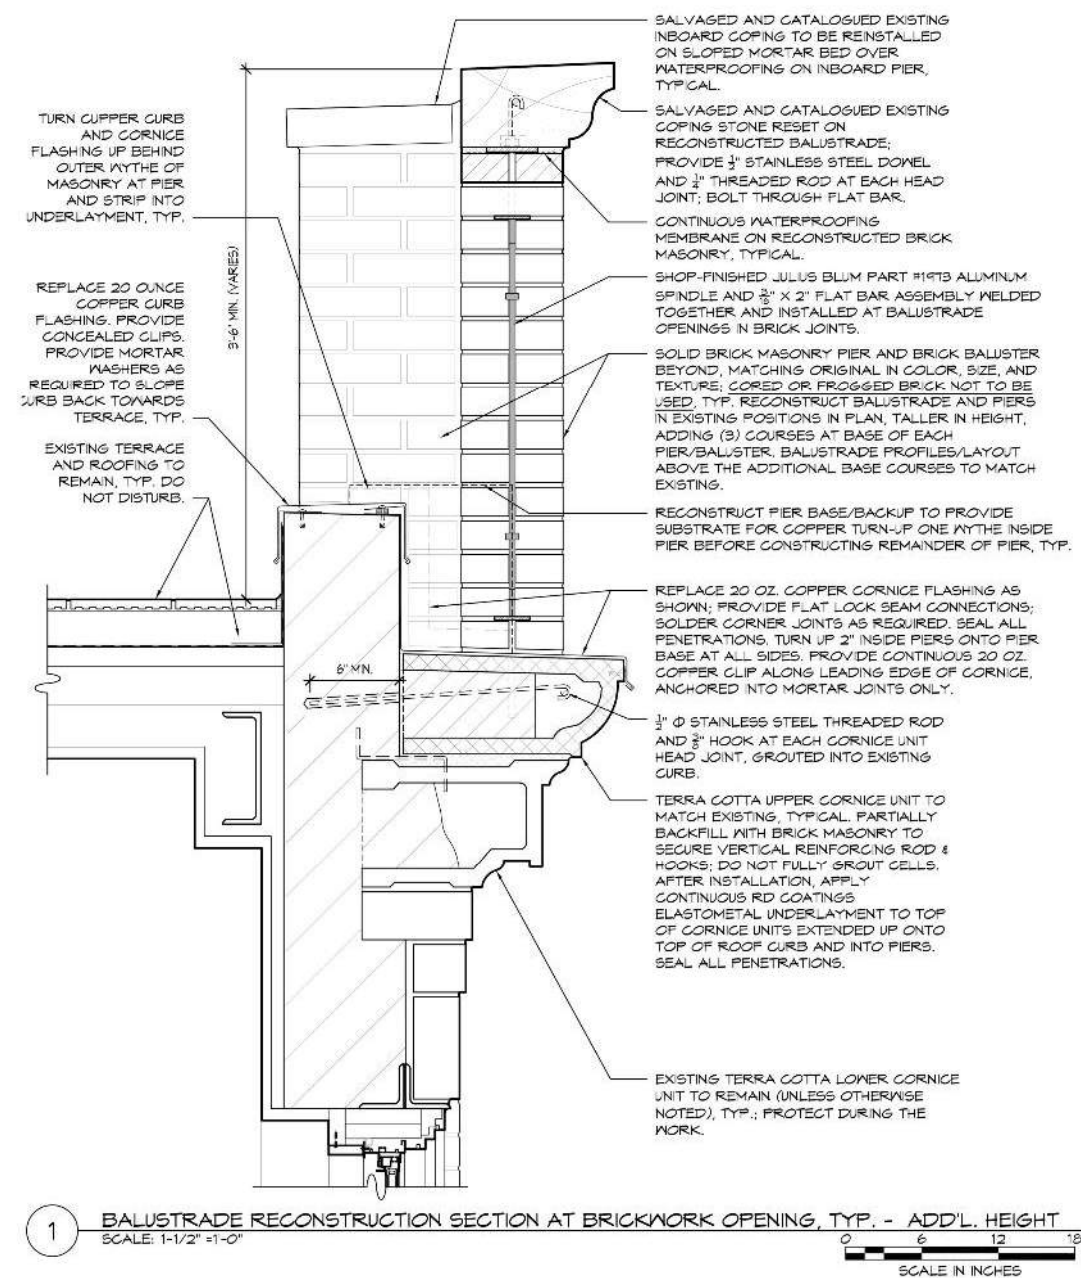 SALVAGED AND CATALOGUED EXISTING
INBOARD COPING TO BE REINSTALLED
ON SLOPED MORTAR BED OVER
WATERPROOFING ON INBOARD PIER,
TYPICAL.
SALVAGED AND CATALOGUED EXISTING
COPING STONE RESET ON
RECONSTRUCTED BALUSTRADE;
PROVIDE ½" STAINLESS STEEL DOWEL
AND ¼" THREADED ROD AT EACH HEAD
JOINT; BOLT THROUGH FLAT BAR.
CONTINUOUS WATERPROOFING
MEMBRANE ON RECONSTRUCTED BRICK
MASONRY, TYPICAL.
SHOP-FINISHED JULIUS BLUM PART #1973 ALUMINUM
SPINDLE AND ⅜" X 2" FLAT BAR ASSEMBLY WELDED
TOGETHER AND INSTALLED AT BALUSTRADE
OPENINGS IN BRICK JOINTS.
SOLID BRICK MASONRY PIER AND BRICK BALUSTER
BEYOND, MATCHING ORIGINAL IN COLOR, SIZE, AND
TEXTURE; CORED OR FROGGED BRICK NOT TO BE
USED, TYP. RECONSTRUCT BALUSTRADE AND PIERS
IN EXISTING POSITIONS IN PLAN, TALLER IN HEIGHT,
ADDING (3) COURSES AT BASE OF EACH
PIER/BALUSTER. BALUSTRADE PROFILES/LAYOUT
ABOVE THE ADDITIONAL BASE COURSES TO MATCH
EXISTING.
RECONSTRUCT PIER BASE/BACKUP TO PROVIDE
SUBSTRATE FOR COPPER TURN-UP ONE WYTHE INSIDE
PIER BEFORE CONSTRUCTING REMAINDER OF PIER, TYP.
REPLACE 20 OZ. COPPER CORNICE FLASHING AS
SHOWN; PROVIDE FLAT LOCK SEAM CONNECTIONS;
SOLDER CORNER JOINTS AS REQUIRED. SEAL ALL
PENETRATIONS. TURN UP 2" INSIDE PIERS ONTO PIER
BASE AT ALL SIDES. PROVIDE CONTINUOUS 20 OZ.
COPPER CLIP ALONG LEADING EDGE OF CORNICE,
ANCHORED INTO MORTAR JOINTS ONLY.
½" Φ STAINLESS STEEL THREADED ROD
AND ⅜" HOOK AT EACH CORNICE UNIT
HEAD JOINT, GROUTED INTO EXISTING
CURB.
TERRA COTTA UPPER CORNICE UNIT TO
MATCH EXISTING, TYPICAL. PARTIALLY
BACKFILL WITH BRICK MASONRY TO
SECURE VERTICAL REINFORCING ROD &
HOOKS; DO NOT FULLY GROUT CELLS.
AFTER INSTALLATION, APPLY
CONTINUOUS RD COATINGS
ELASTOMETAL UNDERLAYMENT TO TOP
OF CORNICE UNITS EXTENDED UP ONTO
TOP OF ROOF CURB AND INTO PIERS.
SEAL ALL PENETRATIONS.
EXISTING TERRA COTTA LOWER CORNICE
UNIT TO REMAIN (UNLESS OTHERWISE
NOTED), TYP.; PROTECT DURING THE
WORK.
TURN CUPPER CURB
AND CORNICE
FLASHING UP BEHIND
OUTER WYTHE OF
MASONRY AT PIER
AND STRIP INTO
UNDERLAYMENT, TYP.
REPLACE 20 OUNCE
COPPER CURB
FLASHING. PROVIDE
CONCEALED CLIPS.
PROVIDE MORTAR
WASHERS AS
REQUIRED TO SLOPE
CURB BACK TOWARDS
TERRACE, TYP.
EXISTING TERRACE
AND ROOFING TO
REMAIN, TYP. DO
NOT DISTURB.
3'-6" MIN. (VARIES)
6" MN.
1
BALUSTRADE RECONSTRUCTION SECTION AT BRICKWORK OPENING, TYP. - ADD'L. HEIGHT
SCALE: 1-1/2" =1'-0"
0 6 12 18
SCALE IN INCHES